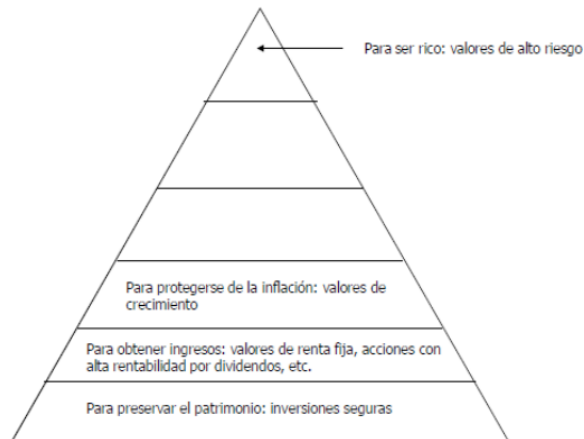 Para ser rico: valores de alto riesgo
Para protegerse de la inflación: valores de
crecimiento
Para obtener ingresos: valores de renta fija, acciones con
alta rentabilidad por dividendos, etc.
Para preservar el patrimonio: inversiones seguras